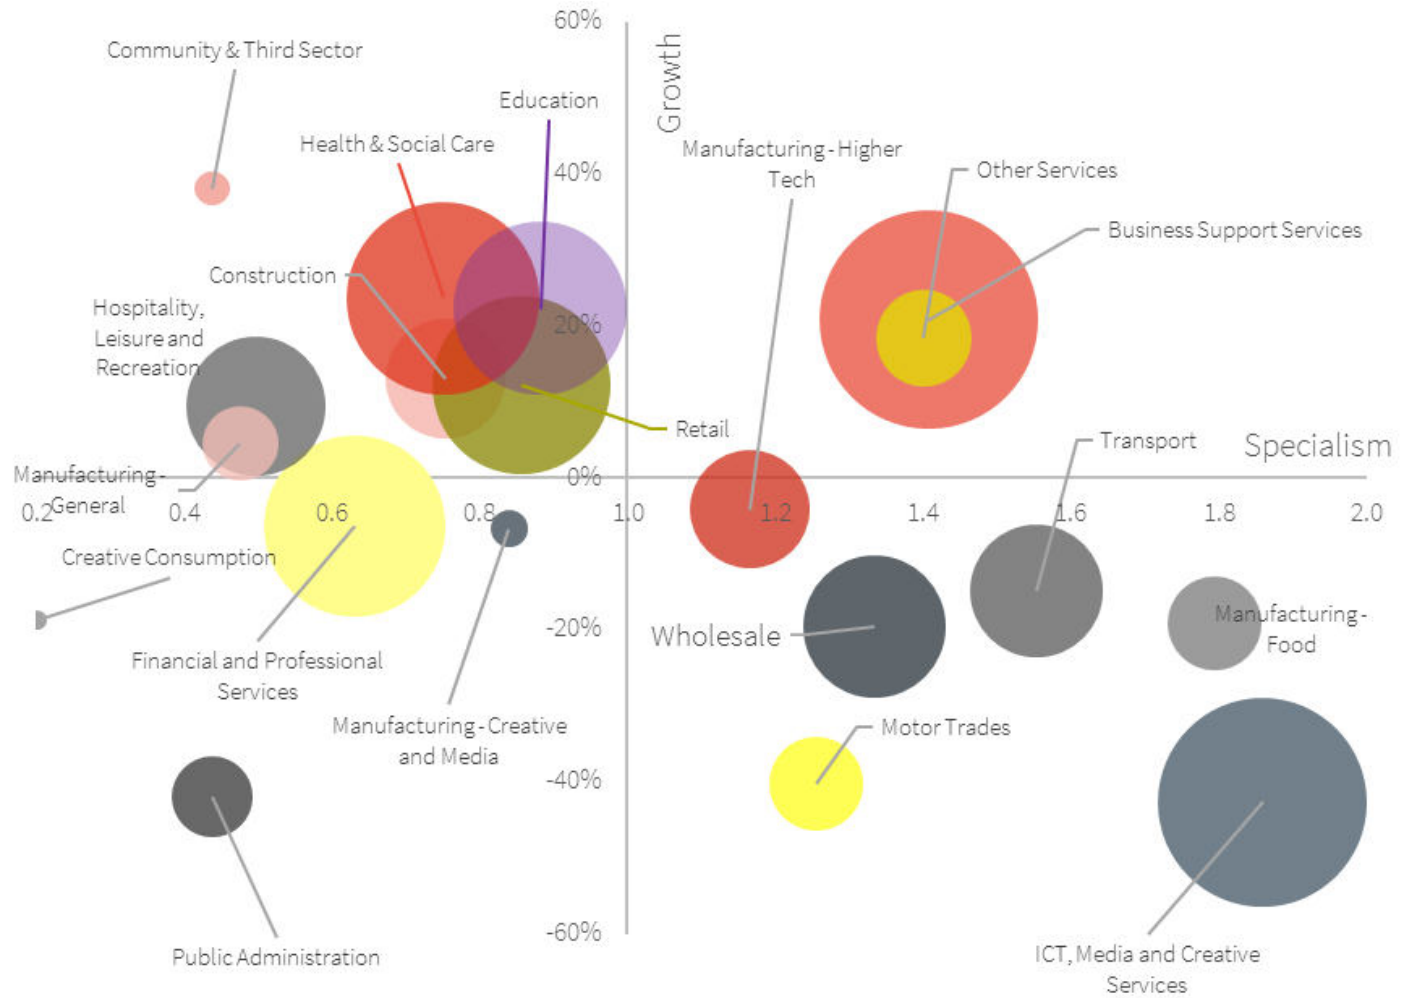 60%
Growth
Community & Third Sector
Education
Health & Social Care
Manufacturing - Higher
Tech
40%
Other Services
Business Support Services
Construction
Hospitality,
Leisure and
Recreation
20%
Retail
Transport
Specialism
Manufacturing -
General
0%
0.2
0.4
0.6
0.8
1.0
1.2
1.4
1.6
1.8
2.0
Creative Consumption
-20%
Wholesale
Manufacturing -
Food
Financial and Professional
Services
Manufacturing - Creative
and Media
Motor Trades
-40%
Public Administration
-60%
ICT, Media and Creative
Services